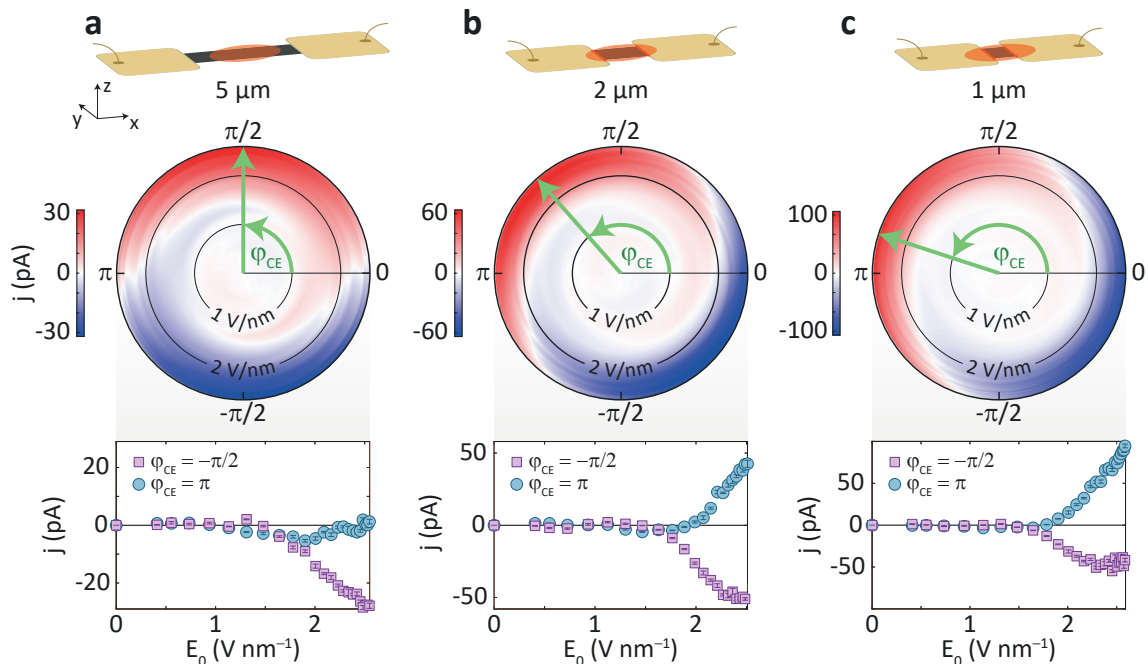 a
b
c
z
y
x
5 μm
2 μm
1 μm
π/2
π/2
π/2
j (pA)
30
0
-30
π
0
φCE
1 V/nm
2 V/nm
-π/2
60
0
-60
π
0
φCE
1 V/nm
2 V/nm
-π/2
100
0
-100
π
0
φCE
1 V/nm
2 V/nm
-π/2
j (pA)
20
0
-20
φCE = −π/2
φCE = π
0
1
2
E0 (V nm⁻¹)
j (pA)
50
0
-50
φCE = −π/2
φCE = π
0
1
2
E0 (V nm⁻¹)
j (pA)
50
0
-50
φCE = −π/2
φCE = π
0
1
2
E0 (V nm⁻¹)